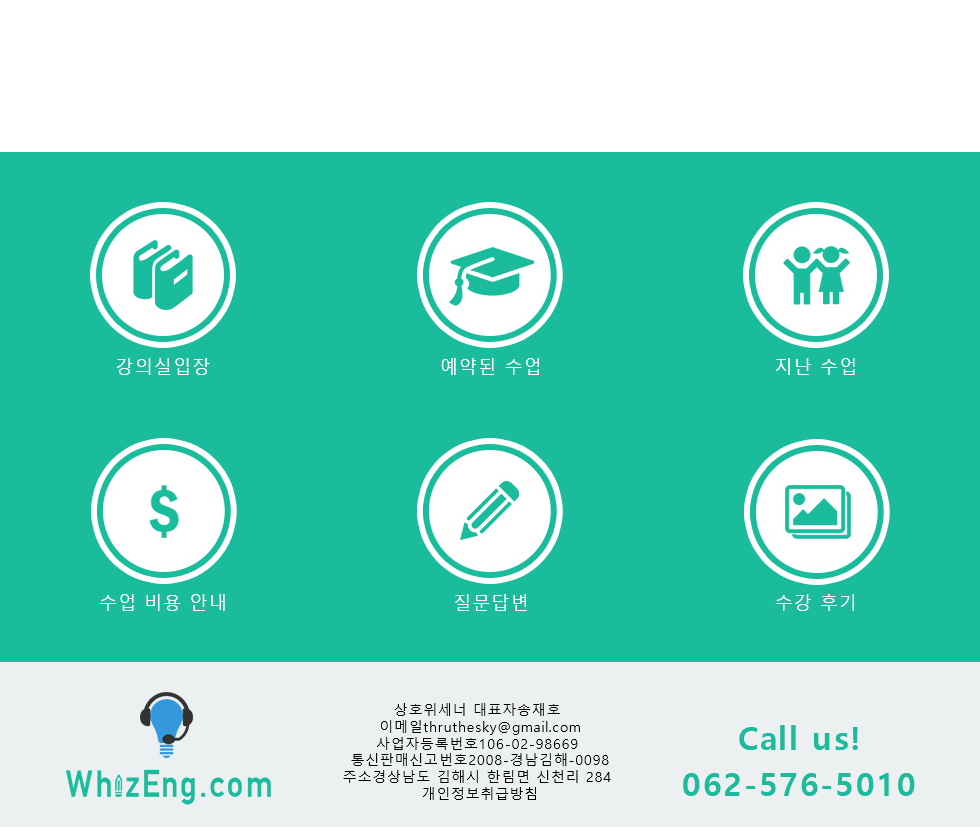 강의실입장
예약된 수업
지난 수업
수업 비용 안내
질문답변
수강 후기
WhizEng.com
상호위세너 대표자송재호
이메일thruthesky@gmail.com
사업자등록번호106-02-98669
통신판매신고번호2008-경남김해-0098
주소경상남도 김해시 한림면 신천리 284
개인정보취급방침
Call us!
062-576-5010